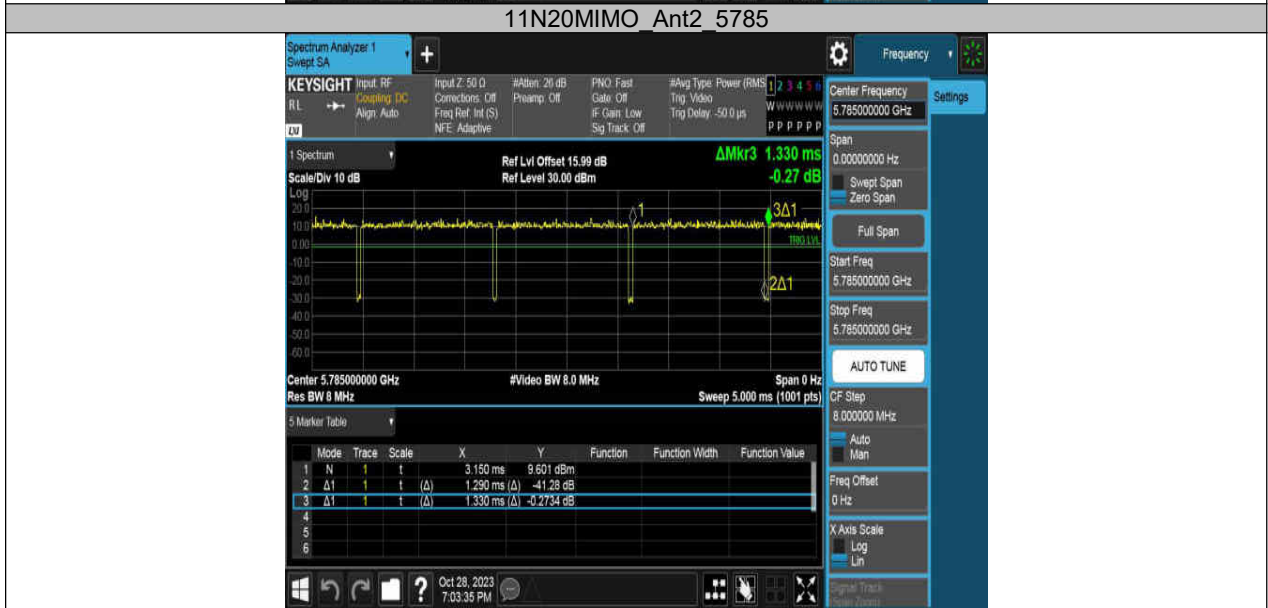 11N20MIMO_Ant2_5785
Spectrum Analyzer 1
Swept SA
+
Frequency
KEYSIGHT
RL
LXI
Input: RF
Coupling: DC
Align: Auto
Input Z: 50 Ω
Corrections: Off
Freq Ref: Int (S)
NFE: Adaptive
#Atten: 26 dB
Preamp: Off
PNO: Fast
Gate: Off
IF Gain: Low
Sig Track: Off
#Avg Type: Power (RMS
Trig: Video
Trig Delay: -50.0 µs
1 2 3 4 5 6
W W W W W W
P P P P P P
Center Frequency
5.785000000 GHz
Settings
Span
0.00000000 Hz
Swept Span
Zero Span
Full Span
Start Freq
5.785000000 GHz
Stop Freq
5.785000000 GHz
AUTO TUNE
CF Step
8.000000 MHz
Auto
Man
Freq Offset
0 Hz
X Axis Scale
Log
Lin
Signal Track
(Span Zoom)
1 Spectrum
Scale/Div 10 dB
Ref Lvl Offset 15.99 dB
Ref Level 30.00 dBm
ΔMkr3 1.330 ms
-0.27 dB
Log
20.0
10.0
0.00
-10.0
-20.0
-30.0
-40.0
-50.0
-60.0
1
3Δ1
TRIG LVL
2Δ1
Center 5.785000000 GHz
#Video BW 8.0 MHz
Span 0 Hz
Res BW 8 MHz
Sweep 5.000 ms (1001 pts)
5 Marker Table
Mode Trace Scale X Y Function Function Width Function Value
1 N 1 t 3.150 ms 9.601 dBm
2 Δ1 1 t (Δ) 1.290 ms (Δ) -41.28 dB
3 Δ1 1 t (Δ) 1.330 ms (Δ) -0.2734 dB
4
5
6
?
Oct 28, 2023
7:03:35 PM